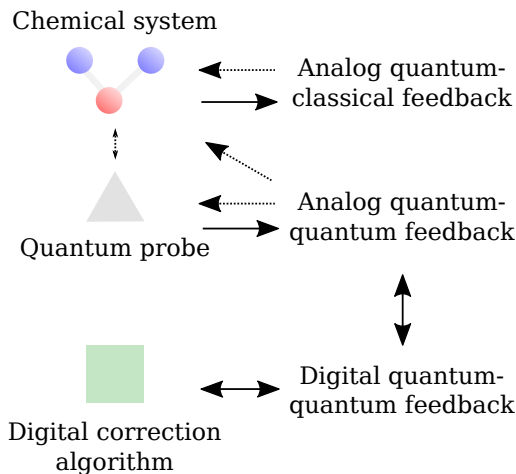 Chemical system
Analog quantum-
classical feedback
Analog quantum-
quantum feedback
Quantum probe
Digital quantum-
quantum feedback
Digital correction
algorithm